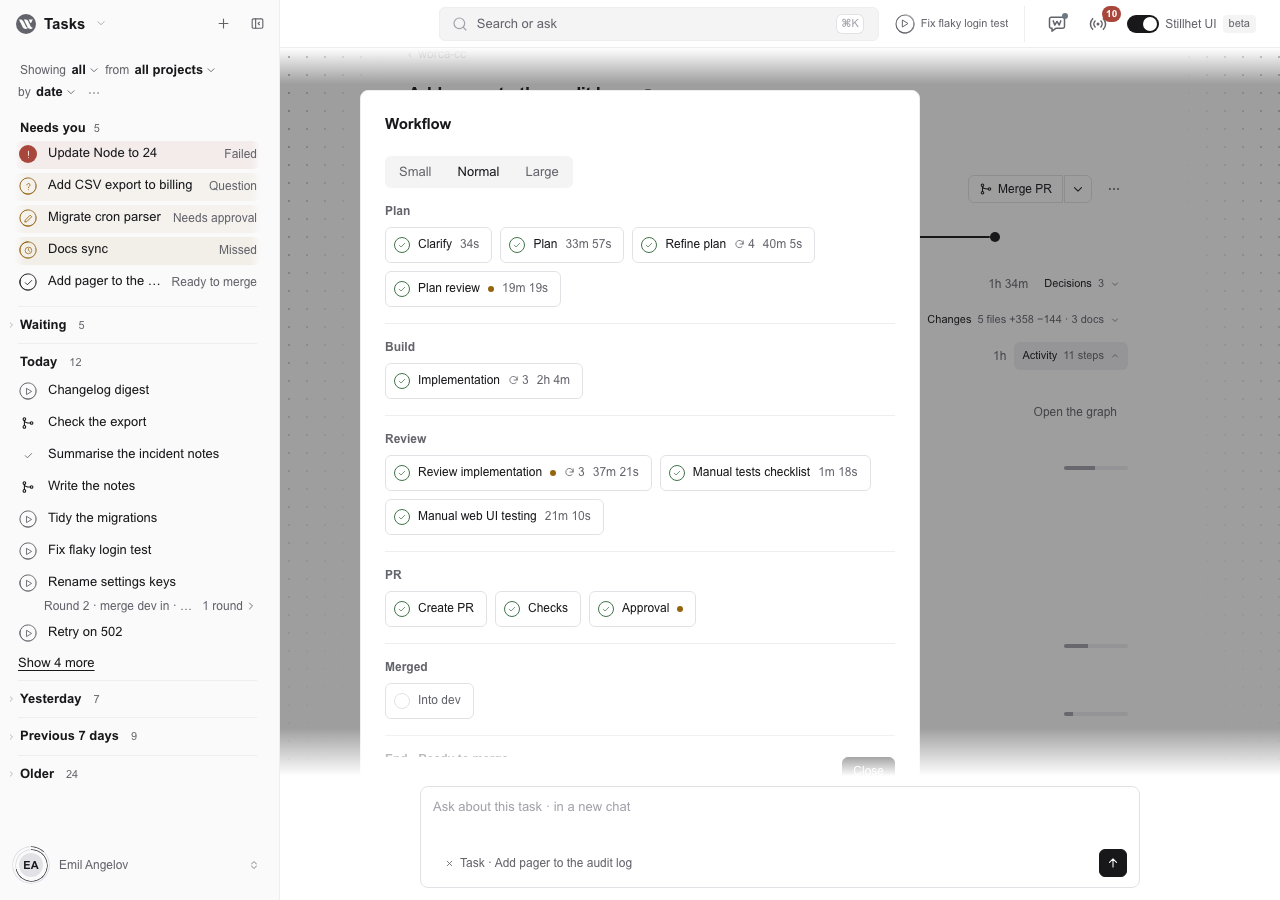 Tasks
Search or ask
⌘K
Fix flaky login test
10
Stillhet UI
beta
Showing all from all projects
by date
Needs you 5
Update Node to 24 Failed
Add CSV export to billing Question
Migrate cron parser Needs approval
Docs sync Missed
Add pager to the … Ready to merge
Waiting 5
Today 12
Changelog digest
Check the export
Summarise the incident notes
Write the notes
Tidy the migrations
Fix flaky login test
Rename settings keys
Round 2 · merge dev in · … 1 round
Retry on 502
Show 4 more
Yesterday 7
Previous 7 days 9
Older 24
EA
Emil Angelov
worca-cc
Workflow
Small Normal Large
Plan
Clarify 34s
Plan 33m 57s
Refine plan 4 40m 5s
Plan review 19m 19s
Build
Implementation 3 2h 4m
Review
Review implementation 3 37m 21s
Manual tests checklist 1m 18s
Manual web UI testing 21m 10s
PR
Create PR
Checks
Approval
Merged
Into dev
End · Ready to merge
Close
Merge PR
1h 34m Decisions 3
Changes 5 files +358 −144 · 3 docs
1h Activity 11 steps
Open the graph
Ask about this task · in a new chat
Task · Add pager to the audit log